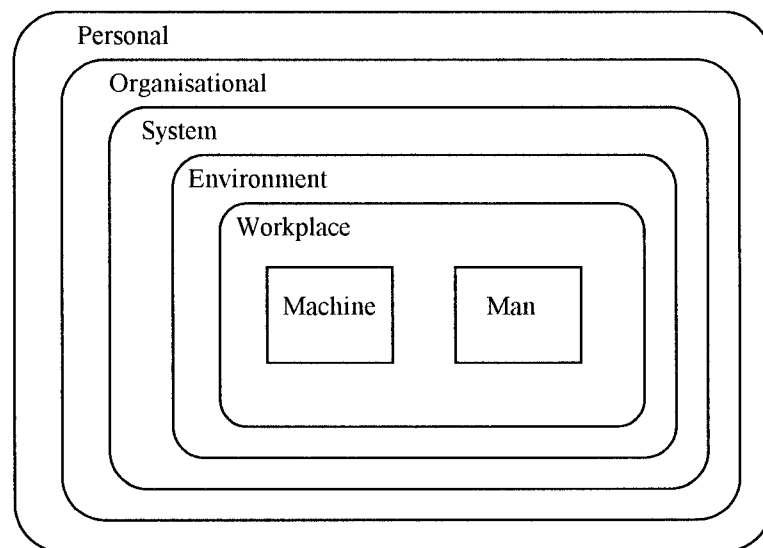 Personal
Organisational
System
Environment
Workplace
Machine
Man